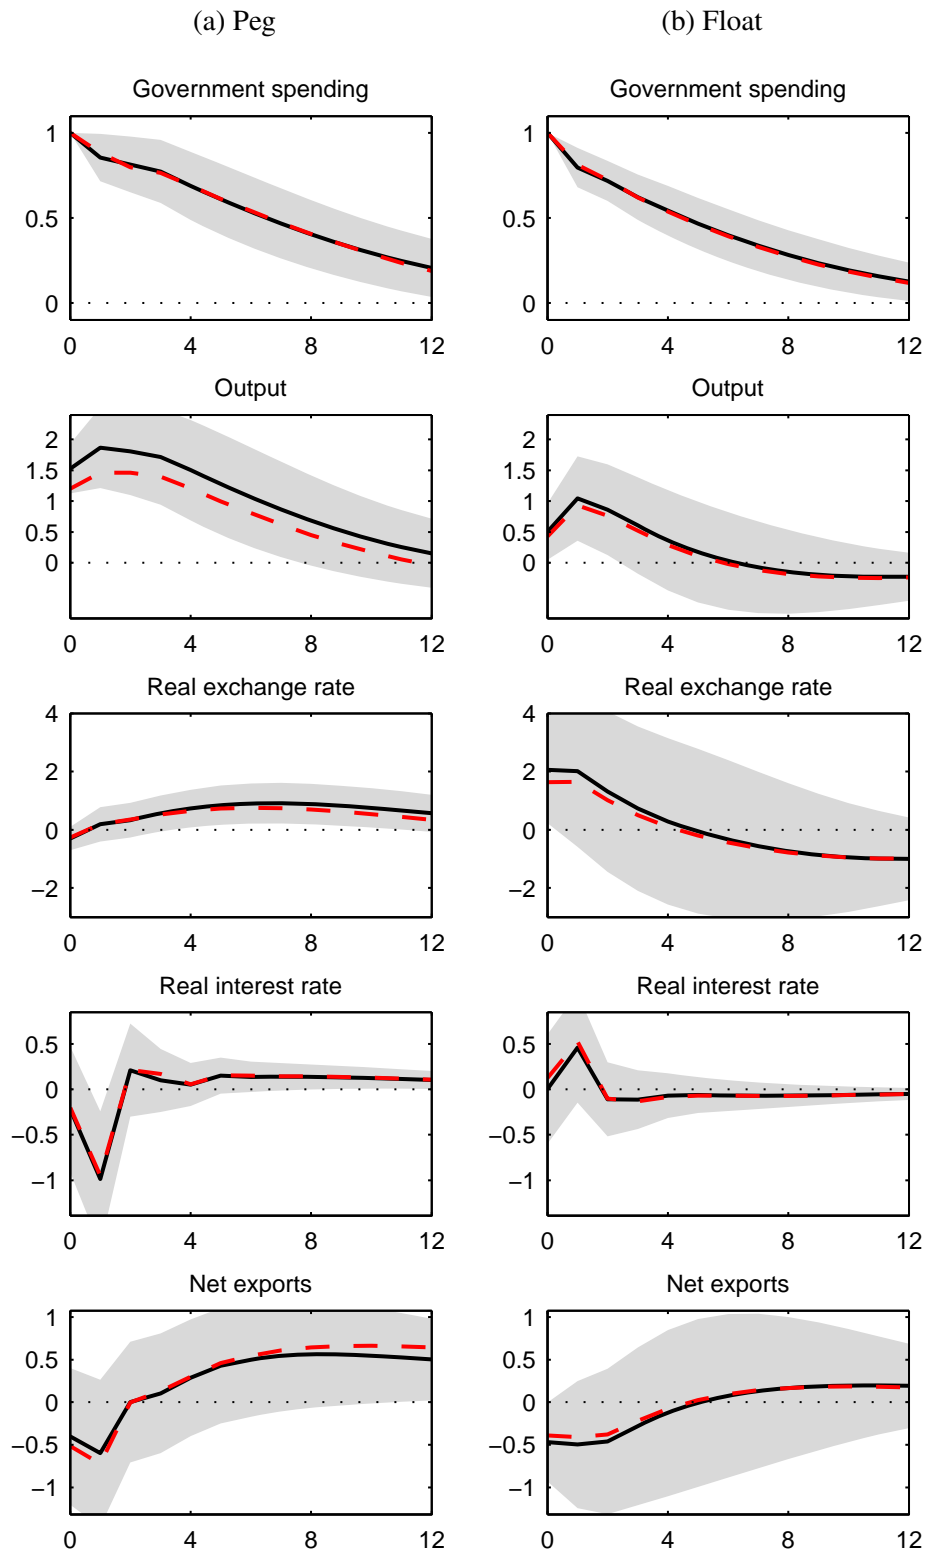 (a) Peg (b) Float
Government spending Government spending
1 1
0.5 0.5
0 0
0 4 8 12 0 4 8 12
Output Output
2 2
1.5 1.5
1 1
0.5 0.5
0 0
0 4 8 12 0 4 8 12
Real exchange rate Real exchange rate
4 4
2 2
0 0
−2 −2
0 4 8 12 0 4 8 12
Real interest rate Real interest rate
0.5 0.5
0 0
−0.5 −0.5
−1 −1
0 4 8 12 0 4 8 12
Net exports Net exports
1 1
0.5 0.5
0 0
−0.5 −0.5
−1 −1
0 4 8 12 0 4 8 12